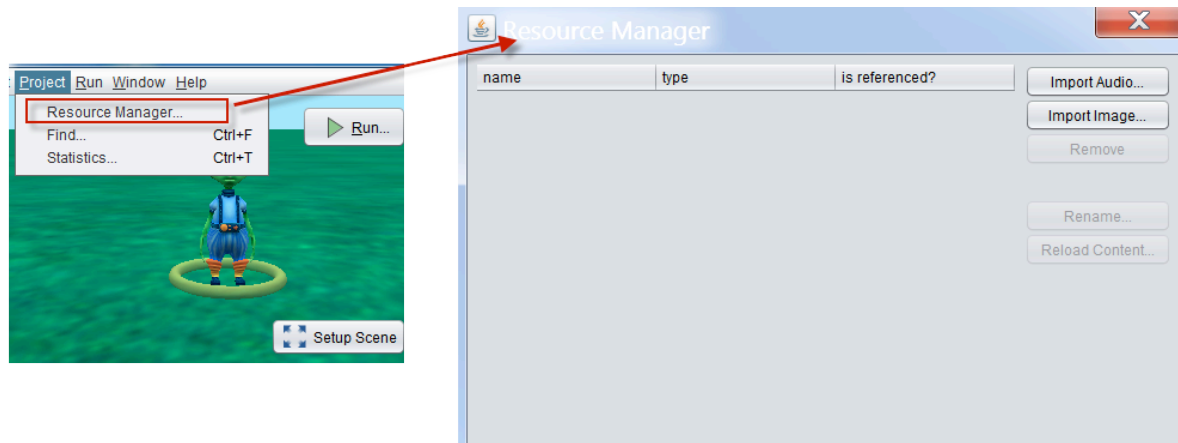 Project Run Window Help
Resource Manager...
Find... Ctrl+F
Statistics... Ctrl+T
Run...
Setup Scene
Resource Manager
name type is referenced?
Import Audio...
Import Image...
Remove
Rename...
Reload Content...